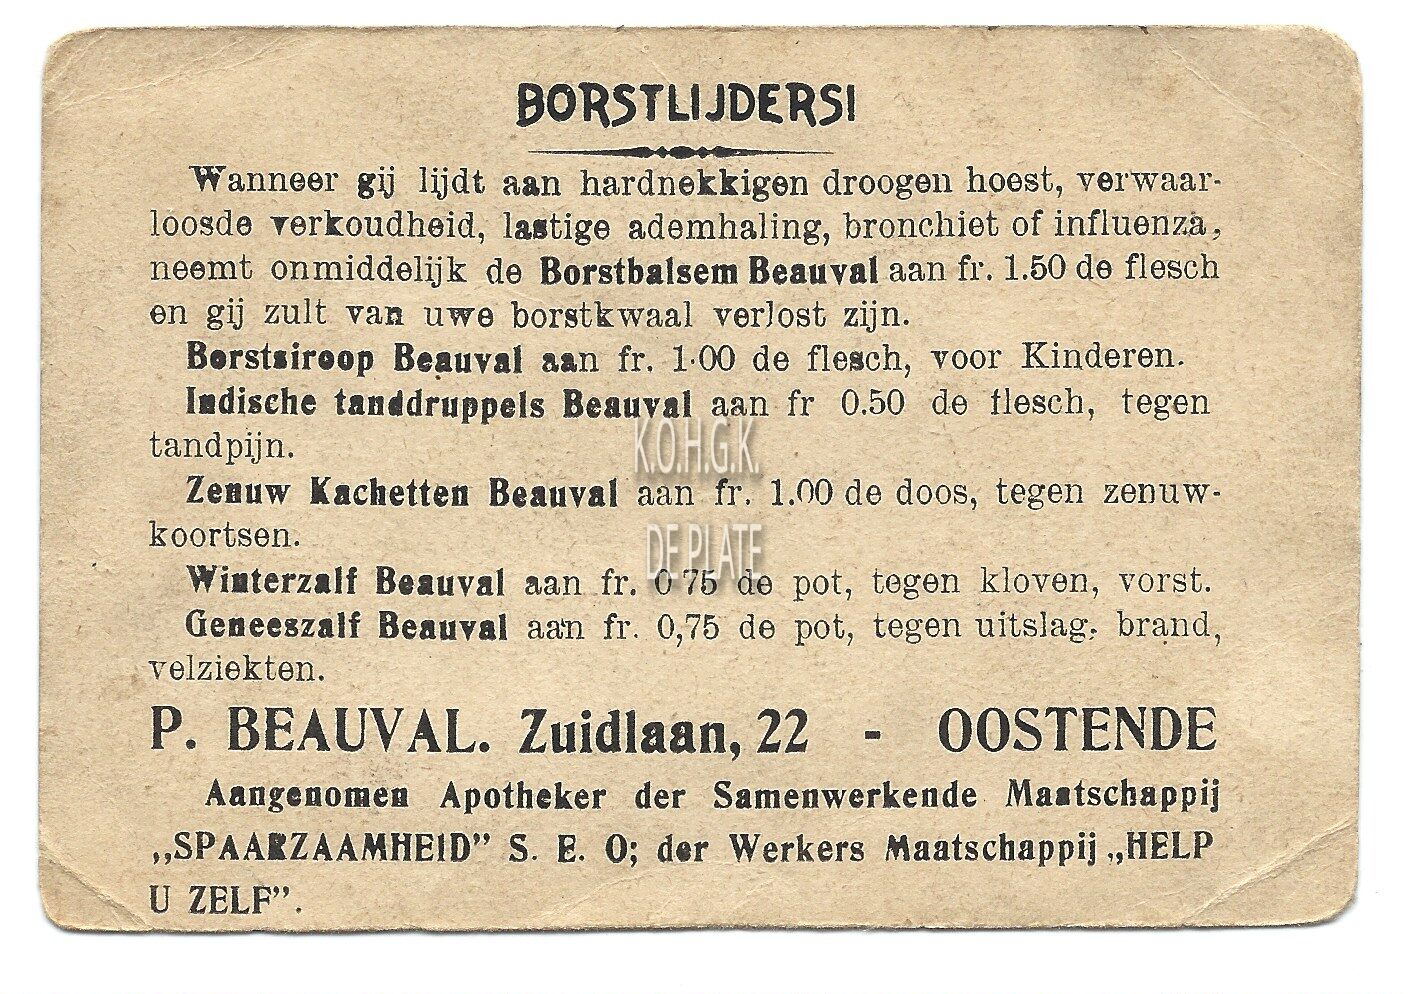 BORSTLIJDERS!
Wanneer gij lijdt aan hardnekkigen droogen hoest, verwaar-
loosde verkoudheid, lastige ademhaling, bronchiet of influenza,
neemt onmiddelijk de Borstbalsem Beauval aan fr. 1.50 de flesch
en gij zult van uwe borstkwaal verlost zijn.
Borstsiroop Beauval aan fr. 1·00 de flesch, voor Kinderen.
Indische tanddruppels Beauval aan fr 0.50 de flesch, tegen
tandpijn.
K.O.H.G.K.
Zenuw Kachetten Beauval aan fr. 1.00 de doos, tegen zenuw-
koortsen.
DE PLATE
Winterzalf Beauval aan fr. 0 75 de pot, tegen kloven, vorst.
Geneeszalf Beauval aan fr. 0,75 de pot, tegen uitslag, brand,
velziekten.
P. BEAUVAL. Zuidlaan, 22 - OOSTENDE
Aangenomen Apotheker der Samenwerkende Maatschappij
„SPAARZAAMHEID” S. E. O; der Werkers Maatschappij „HELP
U ZELF”.